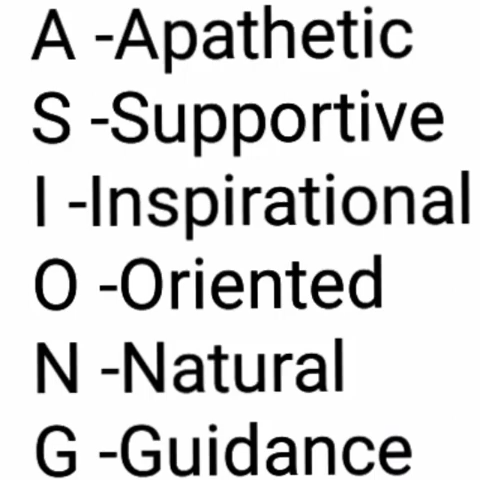 A -Apathetic
S -Supportive
I -Inspirational
O -Oriented
N -Natural
G -Guidance